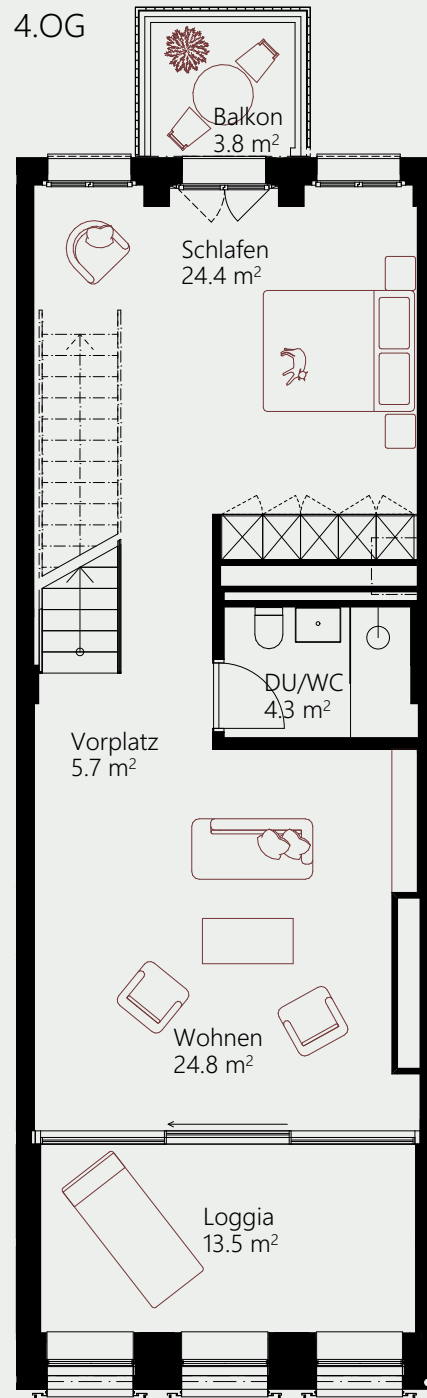 4.OG
Balkon
3.8 m²
Schlafen
24.4 m²
DU/WC
4.3 m²
Vorplatz
5.7 m²
Wohnen
24.8 m²
Loggia
13.5 m²